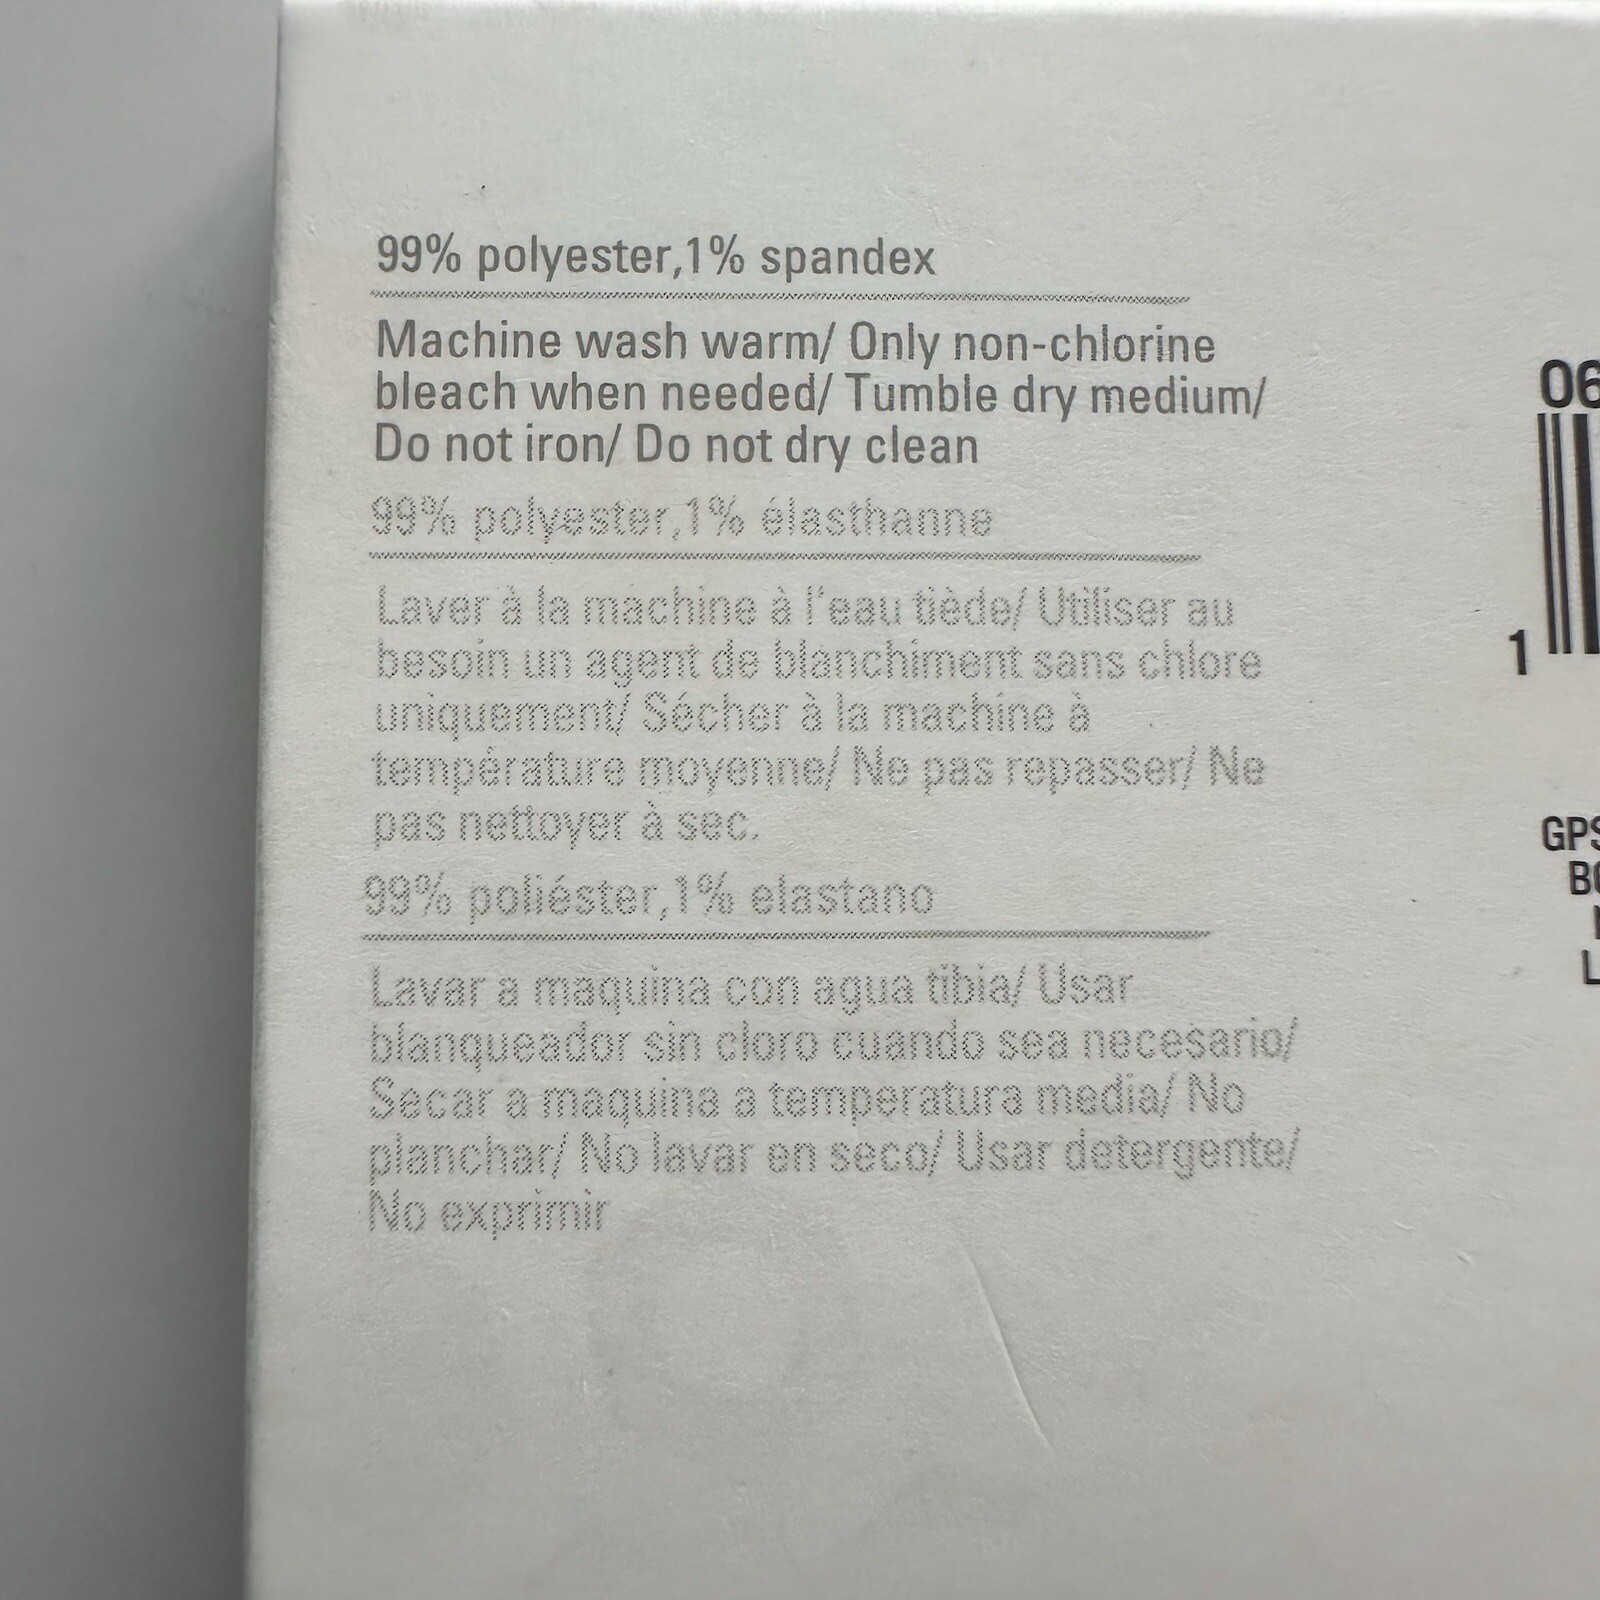 99% polyester,1% spandex
Machine wash warm/ Only non-chlorine
bleach when needed/ Tumble dry medium/
Do not iron/ Do not dry clean
99% polyester,1% élasthanne
Laver à la machine à l'eau tiède/ Utiliser au
besoin un agent de blanchiment sans chlore
uniquement/ Sécher à la machine à
température moyenne/ Ne pas repasser/ Ne
pas nettoyer à sec.
99% poliéster,1% elastano
Lavar a maquina con agua tibia/ Usar
blanqueador sin cloro cuando sea necesario/
Secar a maquina a temperatura media/ No
planchar/ No lavar en seco/ Usar detergente/
No exprimir
06
1
GPS